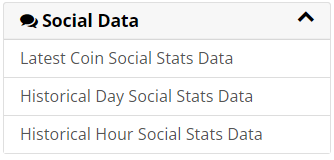 Social Data
Latest Coin Social Stats Data
Historical Day Social Stats Data
Historical Hour Social Stats Data